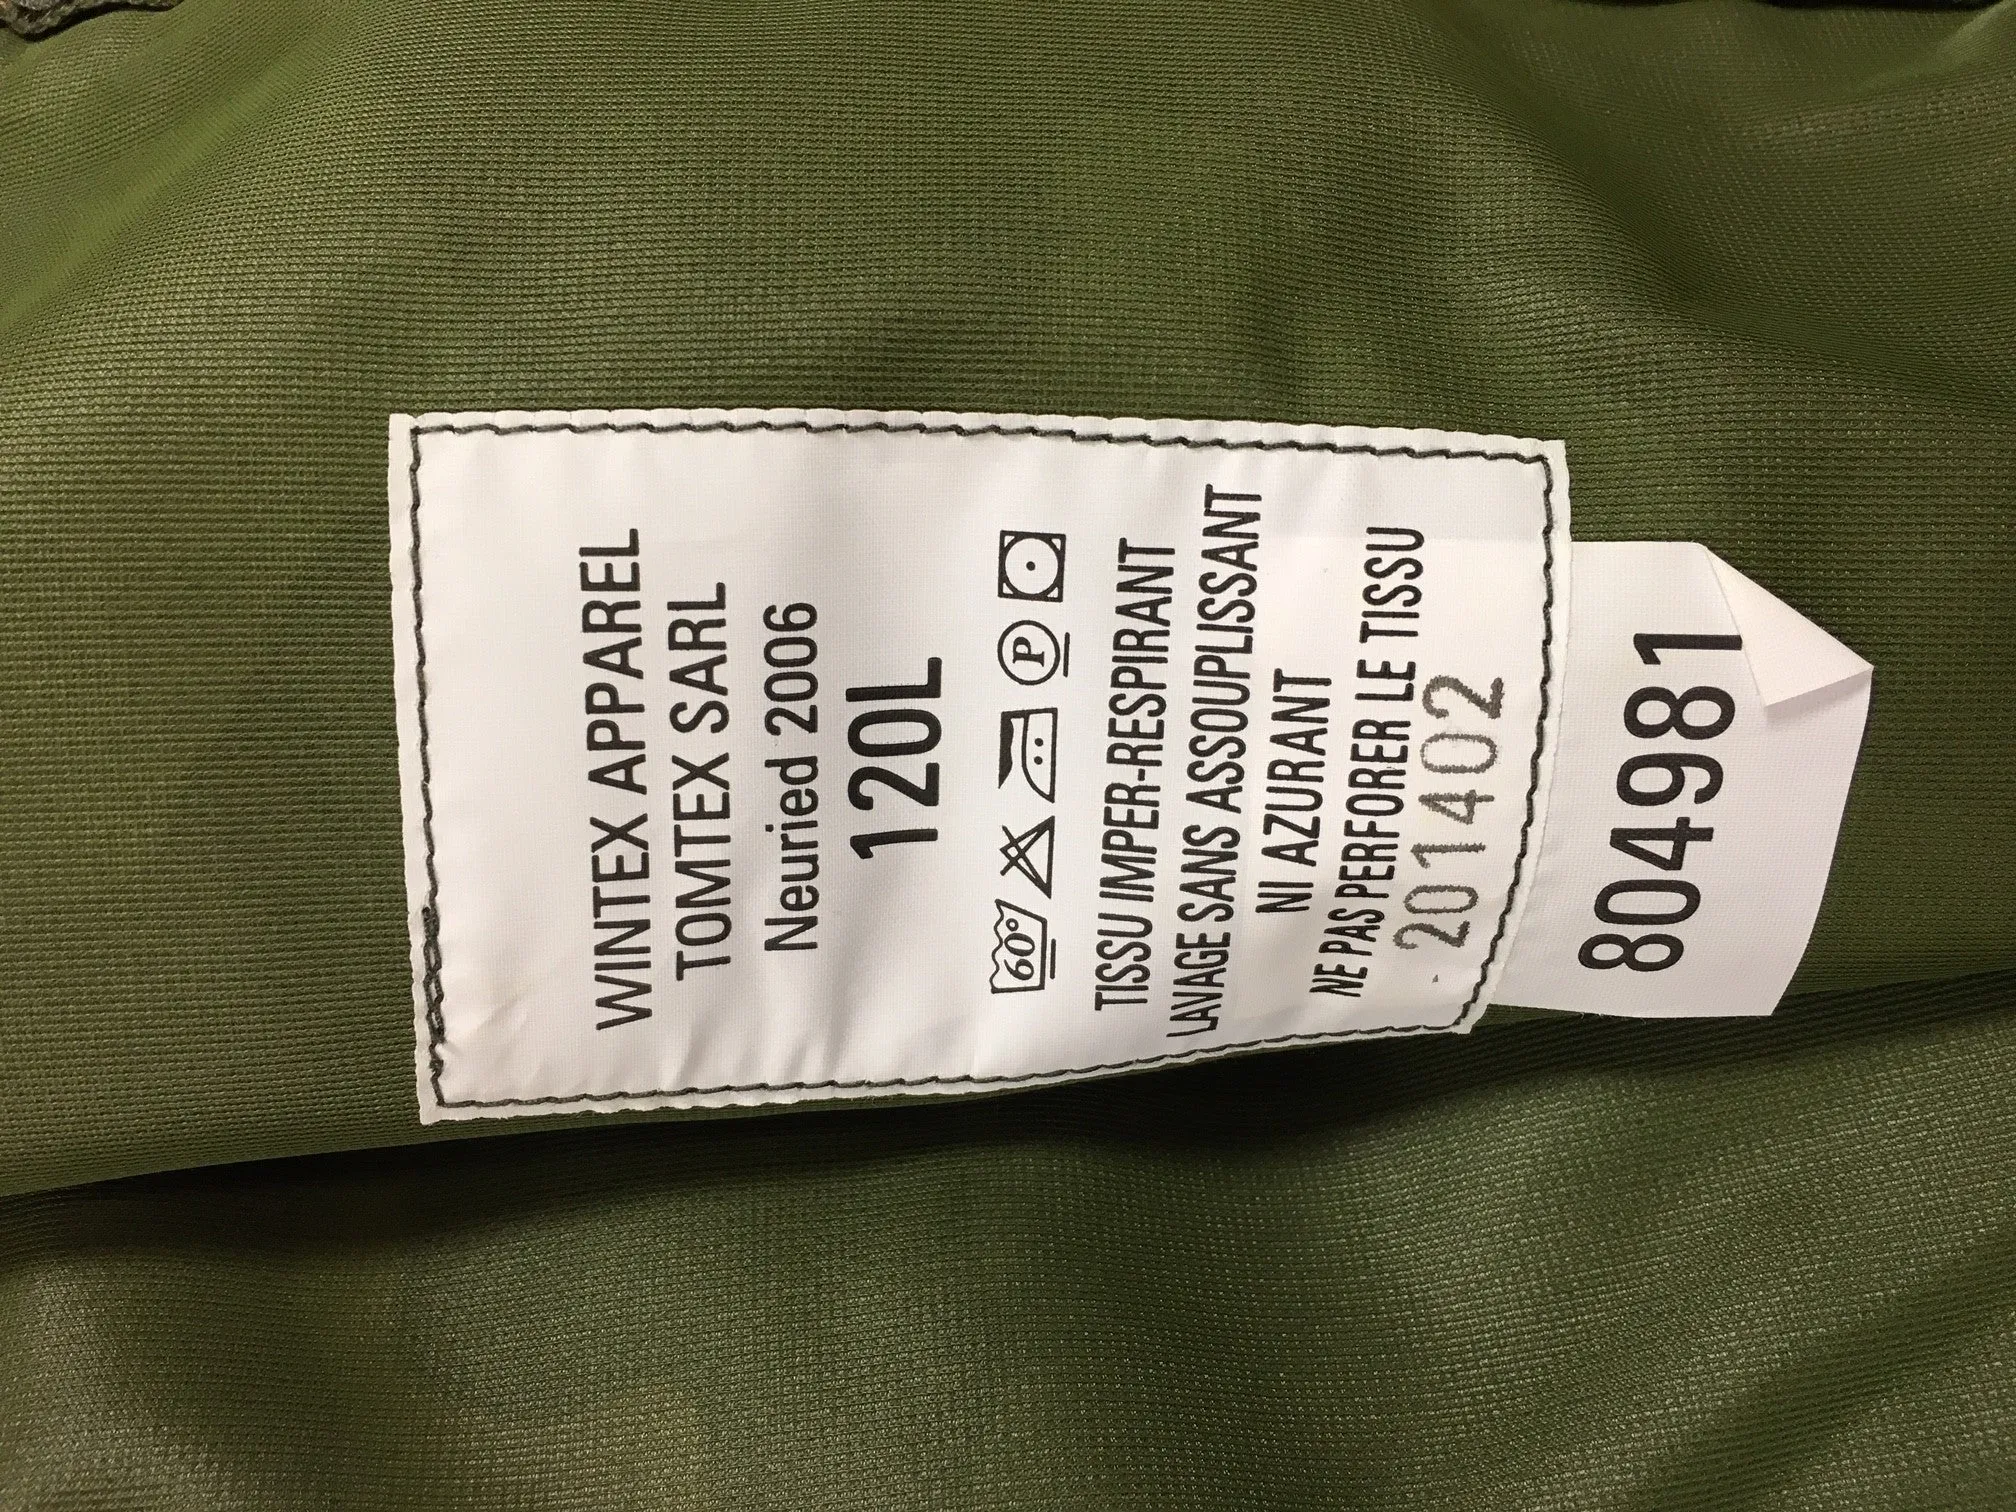 WINTEX APPAREL
TOMTEX SARL
Neuried 2006
120L
60° P
TISSU IMPER-RESPIRANT
LAVAGE SANS ASSOUPLISSANT
NI AZURANT
NE PAS PERFORER LE TISSU
201402
804981